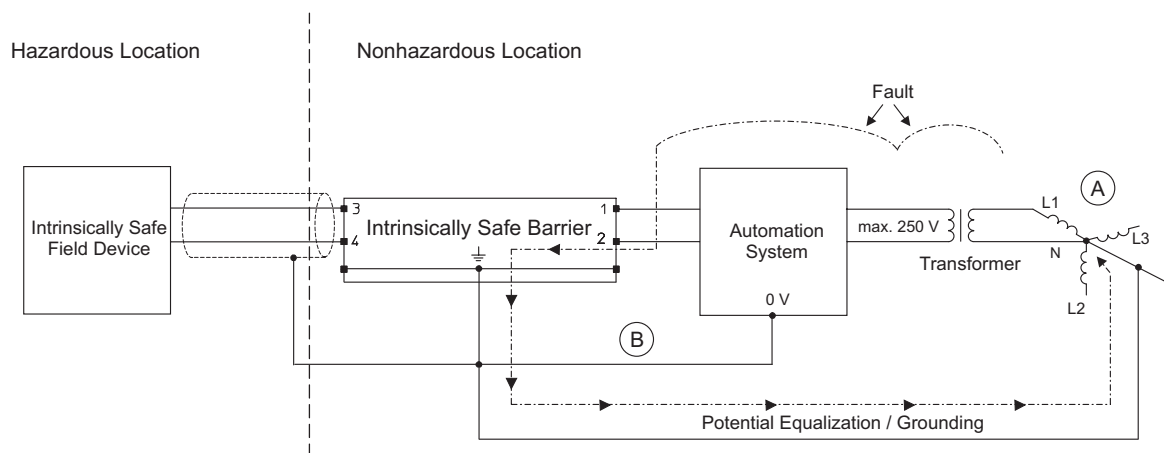 Hazardous Location
Nonhazardous Location
Fault
A
L1
3
1
Intrinsically Safe
Field Device
Intrinsically Safe Barrier
Automation
System
max. 250 V
L3
4
2
N
Transformer
0 V
L2
B
Potential Equalization / Grounding